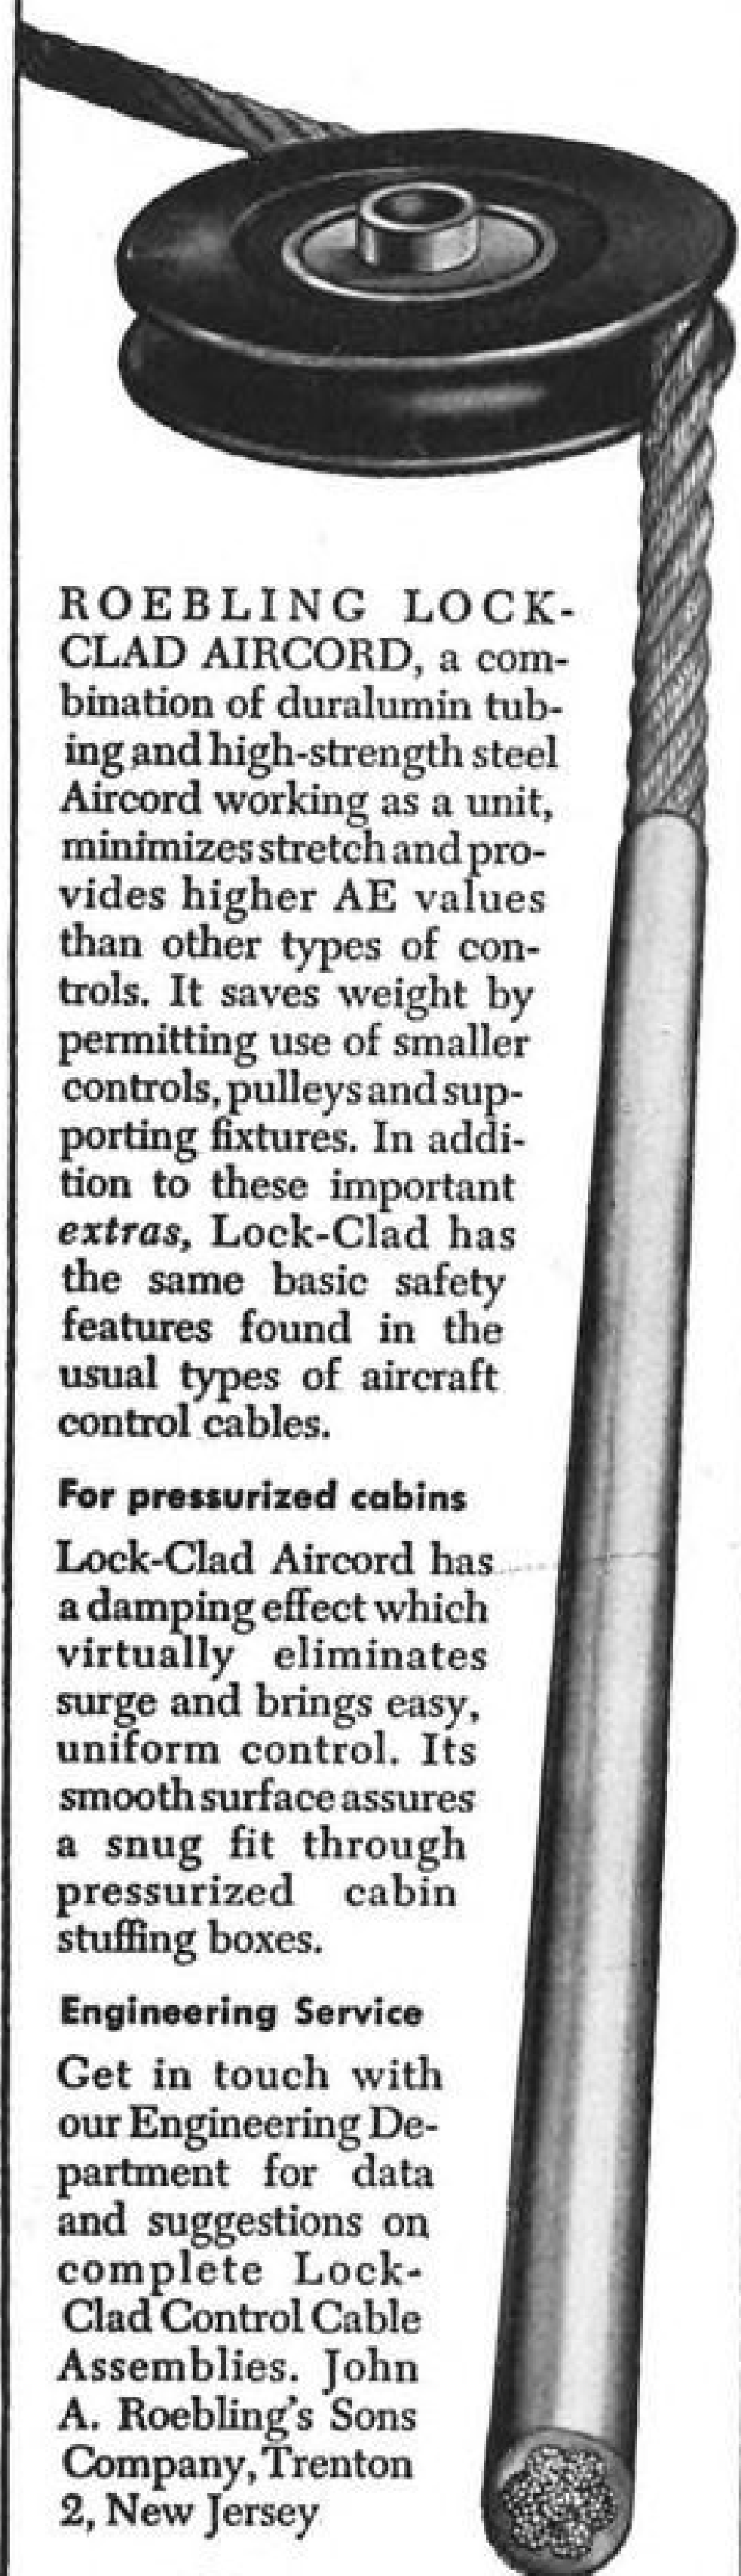 ROEBLING LOCK-
CLAD AIRCORD, a com-
bination of duralumin tub-
ing and high-strength steel
Aircord working as a unit,
minimizes stretch and pro-
vides higher AE values
than other types of con-
trols. It saves weight by
permitting use of smaller
controls, pulleys and sup-
porting fixtures. In addi-
tion to these important
extras, Lock-Clad has
the same basic safety
features found in the
usual types of aircraft
control cables.
For pressurized cabins
Lock-Clad Aircord has
a damping effect which
virtually eliminates
surge and brings easy,
uniform control. Its
smooth surface assures
a snug fit through
pressurized cabin
stuffing boxes.
Engineering Service
Get in touch with
our Engineering De-
partment for data
and suggestions on
complete Lock-
Clad Control Cable
Assemblies. John
A. Roebling's Sons
Company, Trenton
2, New Jersey